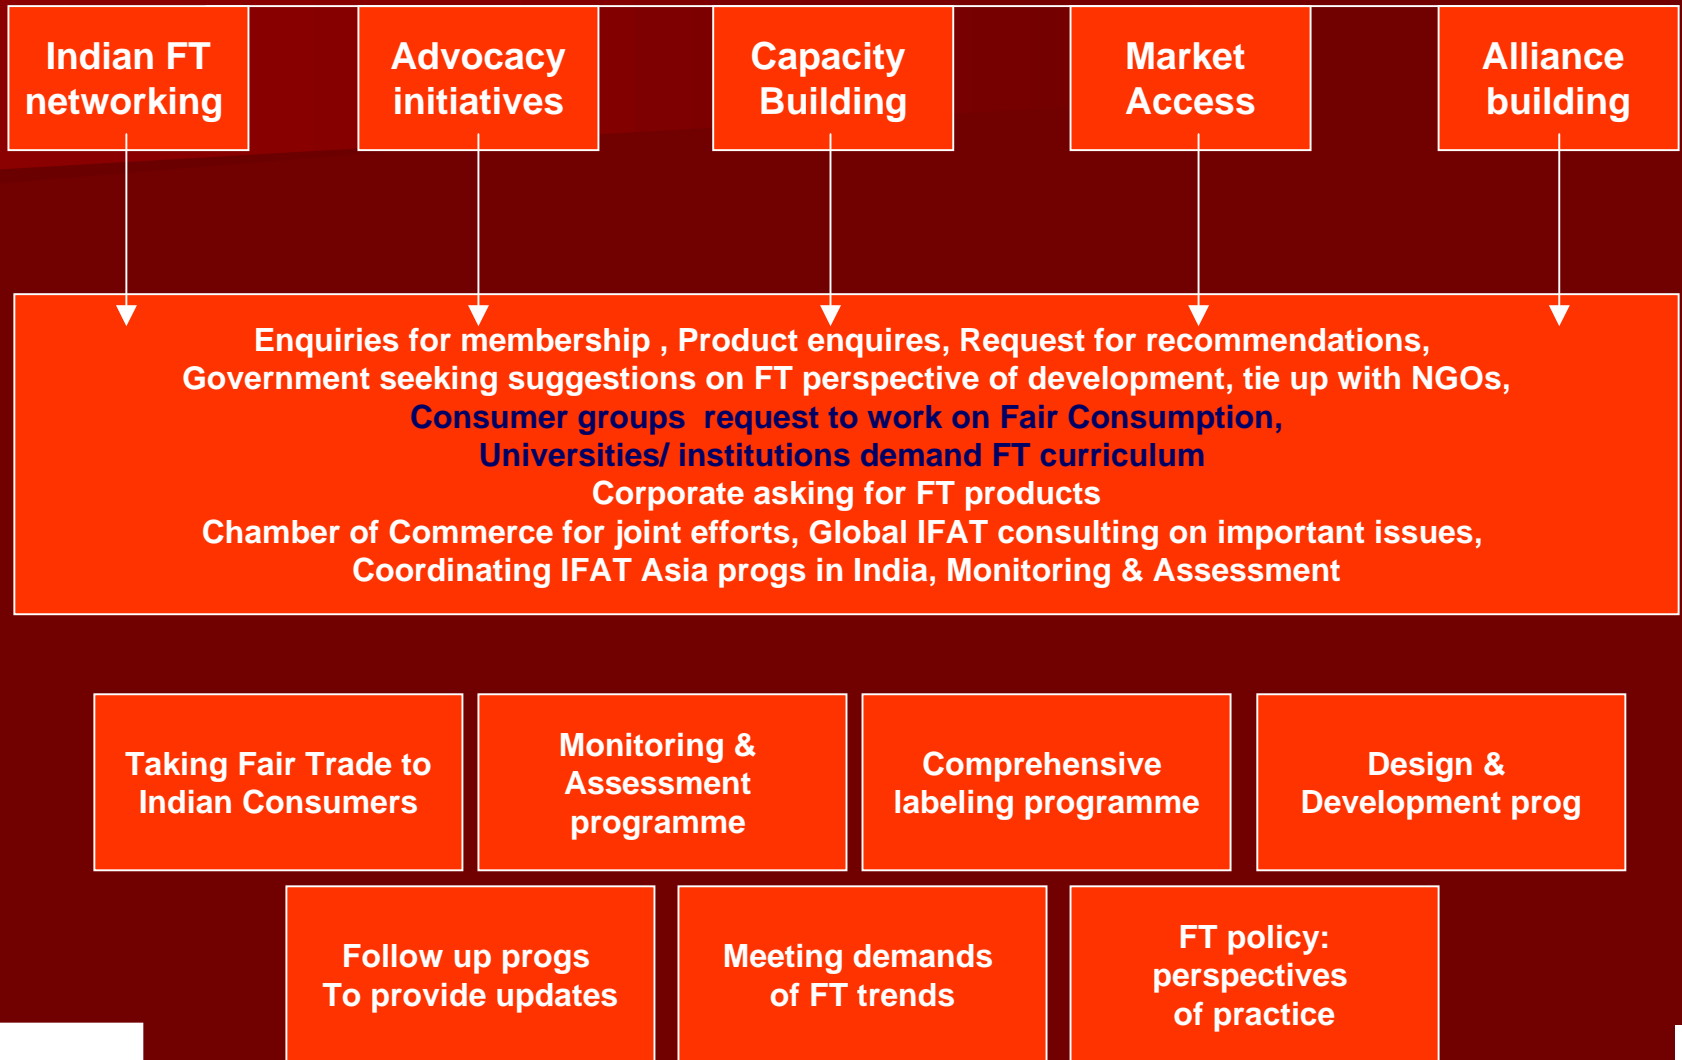 Indian FT
networking
Advocacy
initiatives
Capacity
Building
Market
Access
Alliance
building
Enquiries for membership , Product enquires, Request for recommendations,
Government seeking suggestions on FT perspective of development, tie up with NGOs,
Consumer groups  request to work on Fair Consumption,
Universities/ institutions demand FT curriculum
Corporate asking for FT products
Chamber of Commerce for joint efforts, Global IFAT consulting on important issues,
Coordinating IFAT Asia progs in India, Monitoring & Assessment
Taking Fair Trade to
Indian Consumers
Monitoring &
Assessment
programme
Comprehensive
labeling programme
Design &
Development prog
Follow up progs
To provide updates
Meeting demands
of FT trends
FT policy:
perspectives
of practice